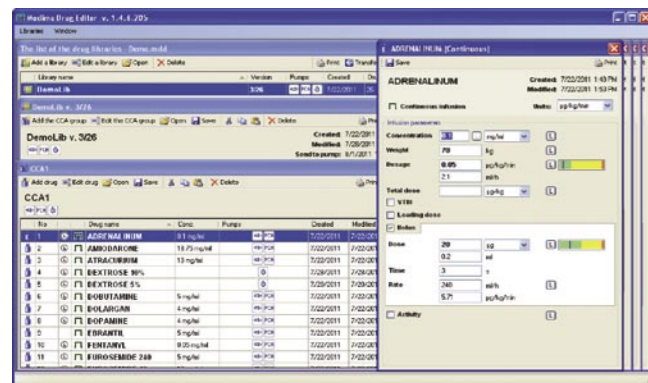 Medima Drug Editor v. 1.4.6.205
Libraries Window
The list of the drug libraries - Demo.mdd
Add a library Edit a library Open Delete Print Transfer
Library name Version Pumps Created
DemoLib 3/26 7/22/2011
DemoLib v. 3/26
Add the CCA group Edit the CCA group Open Save Delete
DemoLib v. 3/26
Created: 7/22/2011
Modified: 7/28/2011
Send to pump: 8/1/2011
CCA1
Add drug Edit drug Open Save Delete Print
CCA1
No Drug name Conc Pumps Created Modified
1 ADRENALINUM 0.1 mg/ml 7/22/2011
2 AMIODARONE 18.75 mg/ml 7/22/2011
3 ATRACURIUM 10 mg/ml 7/22/2011
4 DEXTROSE 10% 7/28/2011
5 DEXTROSE 5% 7/28/2011
6 DOBUTAMINE 5 mg/ml 7/22/2011
7 DOLARGAN 4 mg/ml 7/22/2011
8 DOPAMINE 4 mg/ml 7/22/2011
9 EBRANTIL 5 mg/ml 7/22/2011
10 FENTANYL 0.05 mg/ml 7/22/2011
11 FUROSEMIDE 240 5 mg/ml 7/22/2011
ADRENALINUM (Continuous)
Save Print
ADRENALINUM
Created: 7/22/2011 1:43 PM
Modified: 7/22/2011 1:53 PM
Continuous infusion Units: µg/kg/min
Infusion parameters
Concentration 0.1 mg/ml
Weight 70 kg
Dosage 0.05 µg/kg/min
2.1 ml/h
Total dose µg/kg
VTBI
Loading dose
Bolus
Dose 20 µg
0.2 ml
Time 3 s
Rate 240 ml/h
5.71 µg/kg/min
Activity